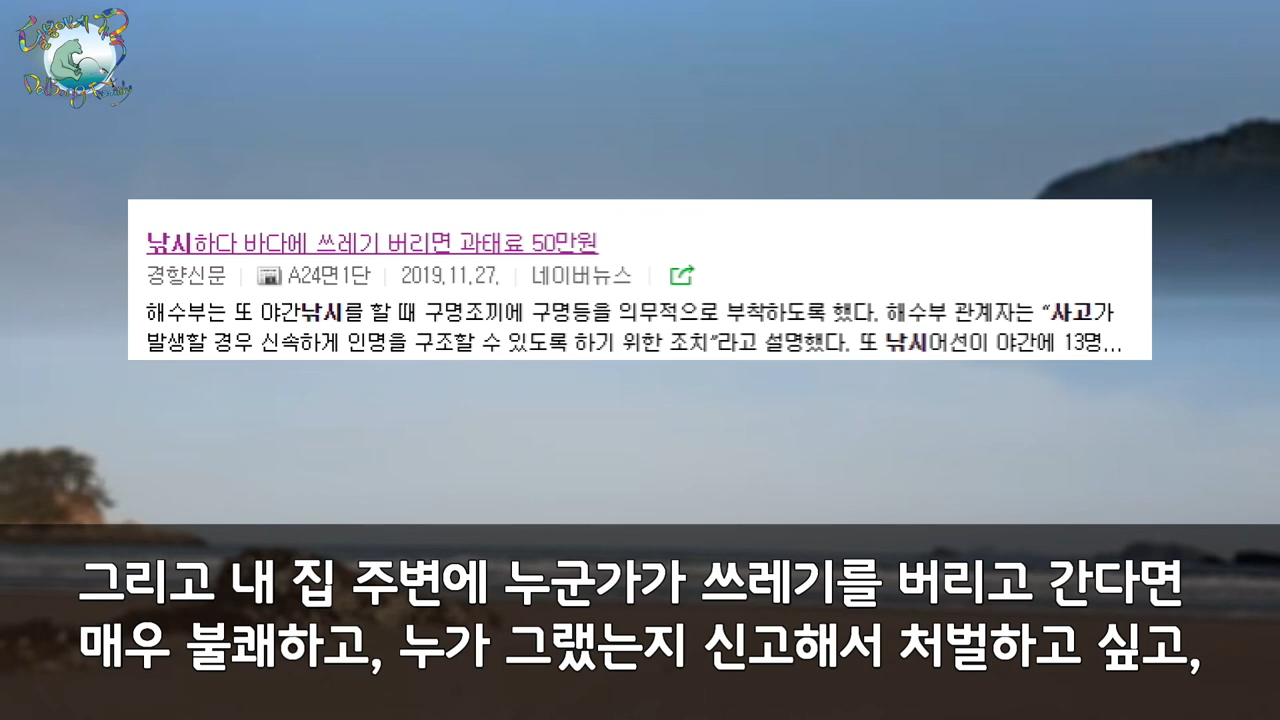 낚시하다 바다에 쓰레기 버리면 과태료 50만원
경향신문 A24면1단 2019.11.27. 네이버뉴스
해수부는 또 야간낚시를 할 때 구명조끼에 구명등을 의무적으로 부착하도록 했다. 해수부 관계자는 “사고가
발생할 경우 신속하게 인명을 구조할 수 있도록 하기 위한 조치”라고 설명했다. 또 낚시어선이 야간에 13명...
그리고 내 집 주변에 누군가가 쓰레기를 버리고 간다면
매우 불쾌하고, 누가 그랬는지 신고해서 처벌하고 싶고,